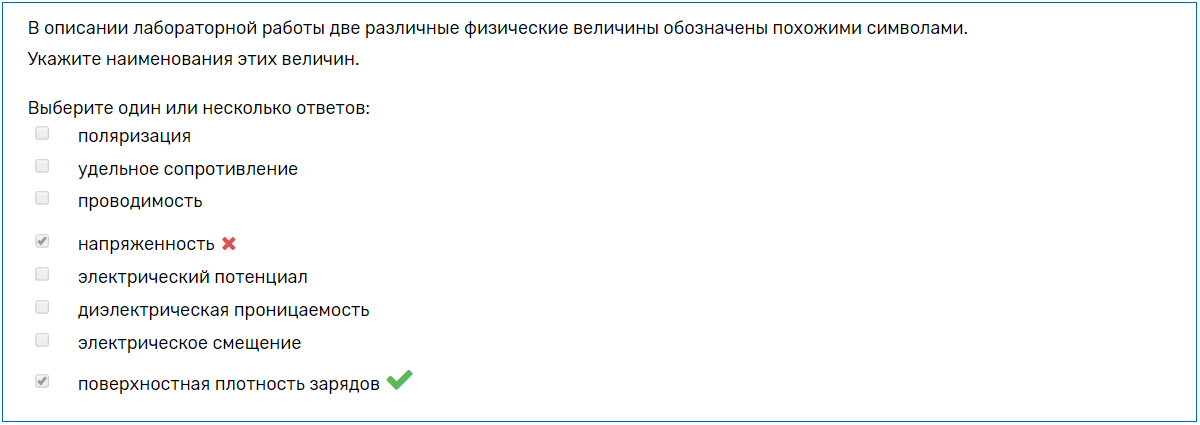 В описании лабораторной работы две различные физические величины обозначены похожими символами.
Укажите наименования этих величин.
Выберите один или несколько ответов:
поляризация
удельное сопротивление
проводимость
напряженность
электрический потенциал
диэлектрическая проницаемость
электрическое смещение
поверхностная плотность зарядов